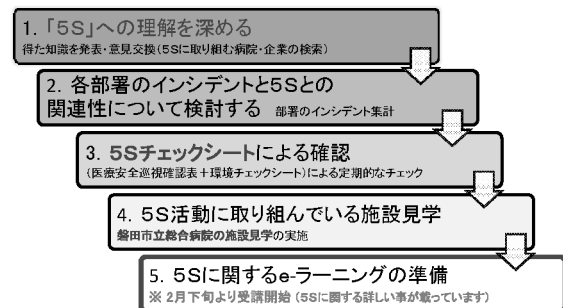 1. 「5S」への理解を深める
得た知識を発表・意見交換(5Sに取り組む病院・企業の検索)
2. 各部署のインシデントと5Sとの
関連性について検討する 部署のインシデント集計
3. 5Sチェックシートによる確認
(医療安全巡視確認表+環境チェックシート)による定期的なチェック
4. 5S活動に取り組んでいる施設見学
磐田市立総合病院の施設見学の実施
5. 5Sに関するe-ラーニングの準備
※ 2月下旬より受講開始 (5Sに関する詳しい事が載っています)